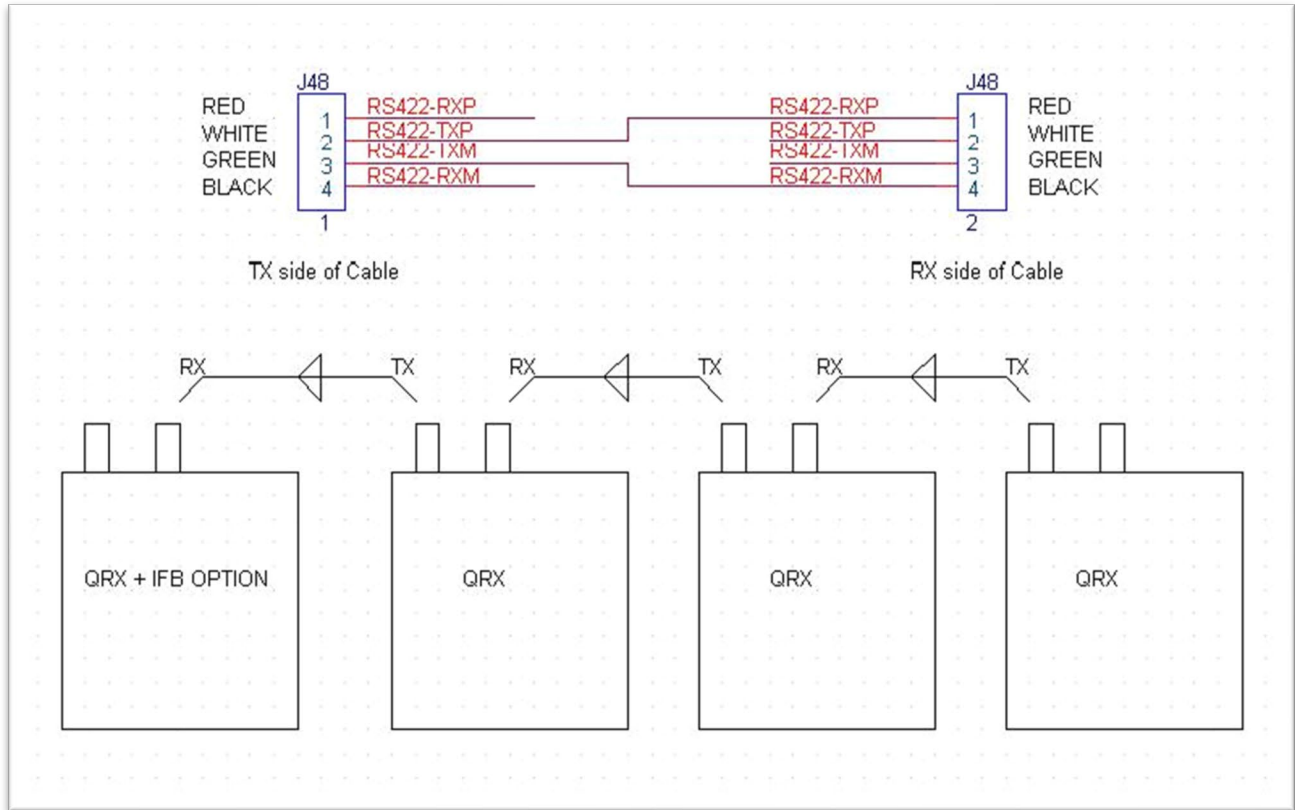 J48 J48
RED 1 RS422-RXP RS422-RXP 1 RED
WHITE 2 RS422-TXP RS422-TXP 2 WHITE
GREEN 3 RS422-TXM RS422-TXM 3 GREEN
BLACK 4 RS422-RXM RS422-RXM 4 BLACK
1 2
TX side of Cable RX side of Cable
RX TX RX TX RX TX
QRX + IFB OPTION QRX QRX QRX